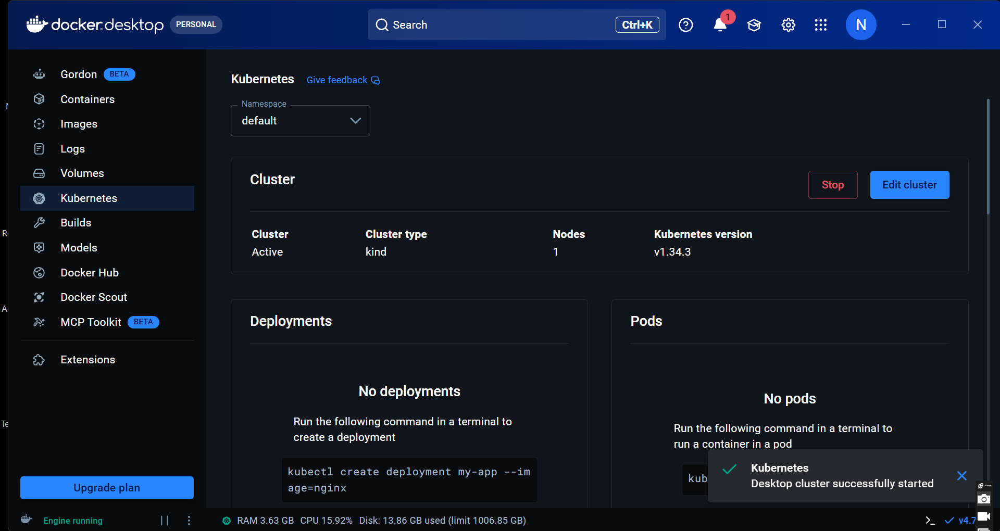 docker.desktop PERSONAL
Search Ctrl+K
1
N
Gordon BETA
Containers
Images
Logs
Volumes
Kubernetes
Builds
Models
Docker Hub
Docker Scout
MCP Toolkit BETA
Extensions
Upgrade plan
Kubernetes Give feedback
Namespace
default
Cluster
Stop Edit cluster
Cluster Cluster type Nodes Kubernetes version
Active kind 1 v1.34.3
Deployments
No deployments
Run the following command in a terminal to
create a deployment
kubectl create deployment my-app --im
age=nginx
Pods
No pods
Run the following command in a terminal to
run a container in a pod
kub
Kubernetes
Desktop cluster successfully started
Engine running
RAM 3.63 GB CPU 15.92% Disk: 13.86 GB used (limit 1006.85 GB)
v4.7